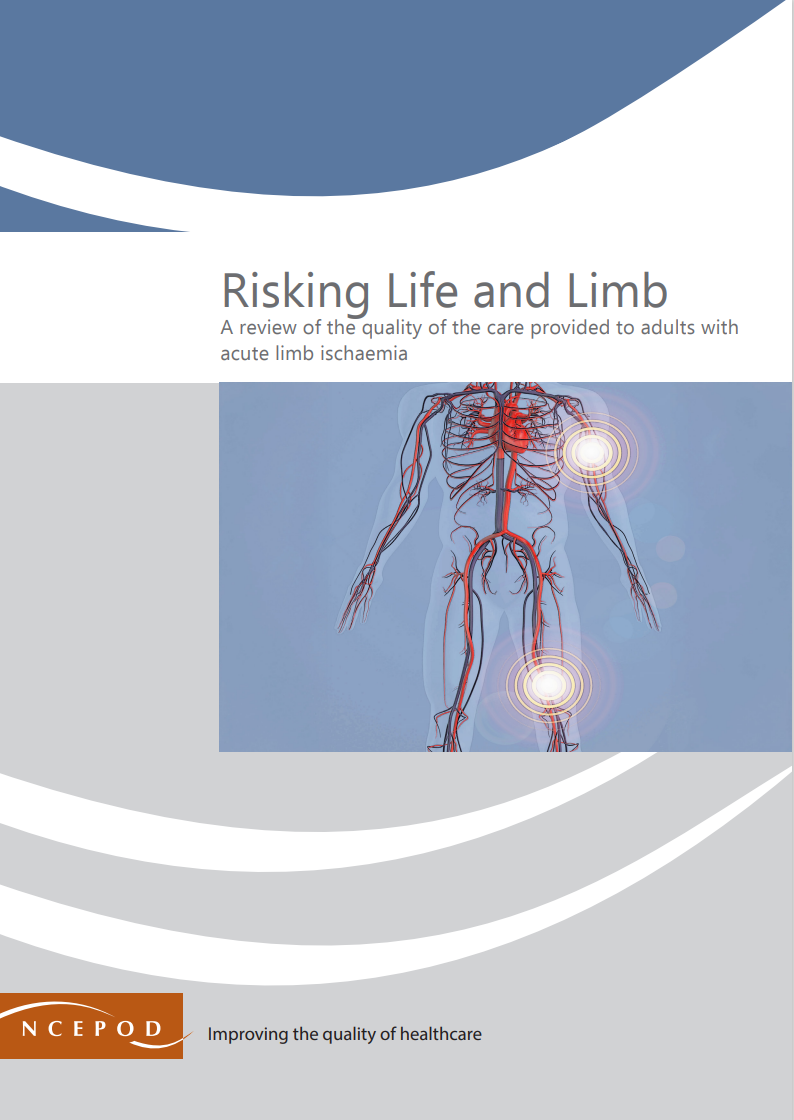 Risking Life and Limb
A review of the quality of the care provided to adults with
acute limb ischaemia
NCEPOD
Improving the quality of healthcare